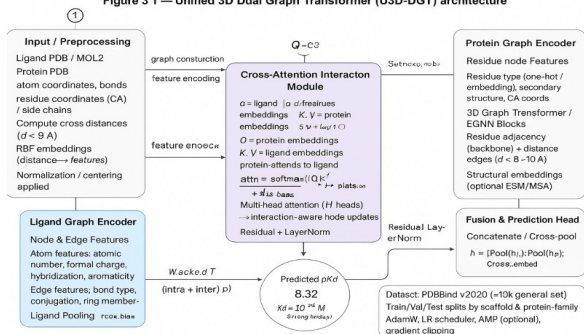 Figure 3 1 — Unified 3D Dual Graph Transformer (U3D-DGT) architecture
1
Input / Preprocessing
Ligand PDB / MOL2
Protein PDB
atom coordinates, bonds
residue coordinates (CA)
/ side chains
Compute cross distances
(d < 9 A)
RBF embeddings
(distance→ features)
Normalization / centering
applied
graph constuction
feature encoding
feature
Cross-Attention Interacton
Module
a = ligand
embeddings K. V = protein
embeddings
O = protein embeddings
K. V = ligand embeddings
protein-attends to ligand
attn =
Multi-head attention (H heads)
→ interaction-aware node updates
Residual + LayerNorm
Protein Graph Encoder
Residue node Features
Residue type (one-hot /
embedding), secondary
structure, CA coords
3D Graph Transformer /
EGNN Blocks
Residue adjacency
(backbone) + distance
edges (d < 8 -10 A)
Structural embeddings
(optional ESM/MSA)
Ligand Graph Encoder
Node & Edge Features
Atom features: atomic
number, formal charge,
hybridization, aromaticity
Edge features; bond type,
conjugation, ring member-
Ligand Pooling
(intra + inter)
Predicted pKd
8.32
Residual Lay-
erNorm
Fusion & Prediction Head
Concatenate / Cross-pool
Datasct: PDBBind v2020 (=10k general set)
Train/Val/Test splits by scaffold & protein-family
AdamW, LR scheduler, AMP (optional),
gradient clipping